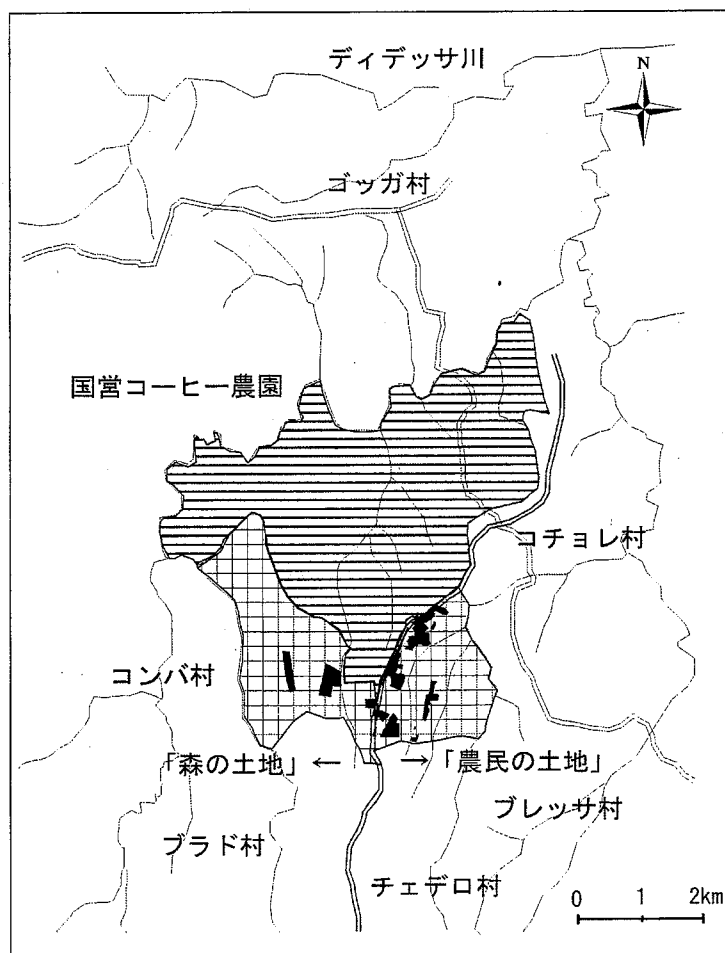 ディデッサ川
N
ゴッガ村
国営コーヒー農園
コチョレ村
コンバ村
「森の土地」 ← → 「農民の土地」
ブレッサ村
ブラド村
チェデロ村
0 1 2km